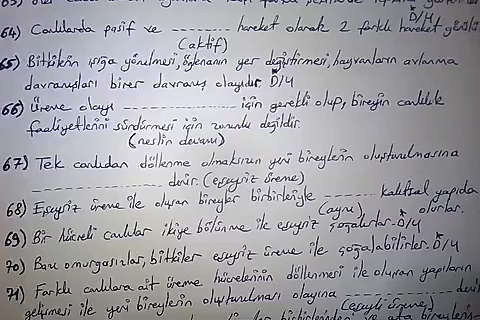 D/Y
64) Canlılarda pasif ve ---------- hareket olarak 2 farklı hareket
(aktif)
65) Bitkilerin ışığa yönelmesi, öglenanın yer değiştirmesi, hayvanların avlanma
davranışları birer davranış olayıdır. D/Y
66) Üreme olayı ---------- için gerekli olup, bireyin canlılık
faaliyetlerini sürdürmesi için zorunlu değildir.
(neslin devamı)
67) Tek canlıdan döllenme olmaksızın yeni bireylerin oluşturulmasına
---------- denir. (eşeysiz üreme)
68) Eşeysiz üreme ile oluşan bireyler birbirleriyle ---------- kalıtsal yapıda
(aynı) olurlar.
69) Bir hücreli canlılar ikiye bölünme ile eşeysiz çoğalırlar. D/Y
70) Bazı omurgasızlar, bitkiler eşeysiz üreme ile çoğalabilirler. D/Y
71) Farklı canlılara ait üreme hücrelerinin döllenmesi ile oluşan yapıların
gelişmesi ile yeni bireylerin oluşturulması olayına ---------- denir
(eşeyli üreme)